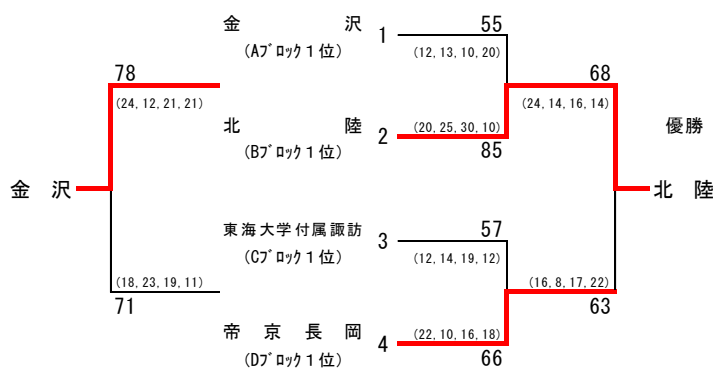 金沢 1 55
(Aブロック1位) (12, 13, 10, 20)
78 68
(24, 12, 21, 21) (24, 14, 16, 14)
北陸 2 (20, 25, 30, 10) 優勝
(Bブロック1位) 85
金沢 北陸
東海大学付属諏訪 3 57
(Cブロック1位) (12, 14, 19, 12)
(18, 23, 19, 11) (16, 8, 17, 22)
71 63
帝京長岡 4 (22, 10, 16, 18)
(Dブロック1位) 66